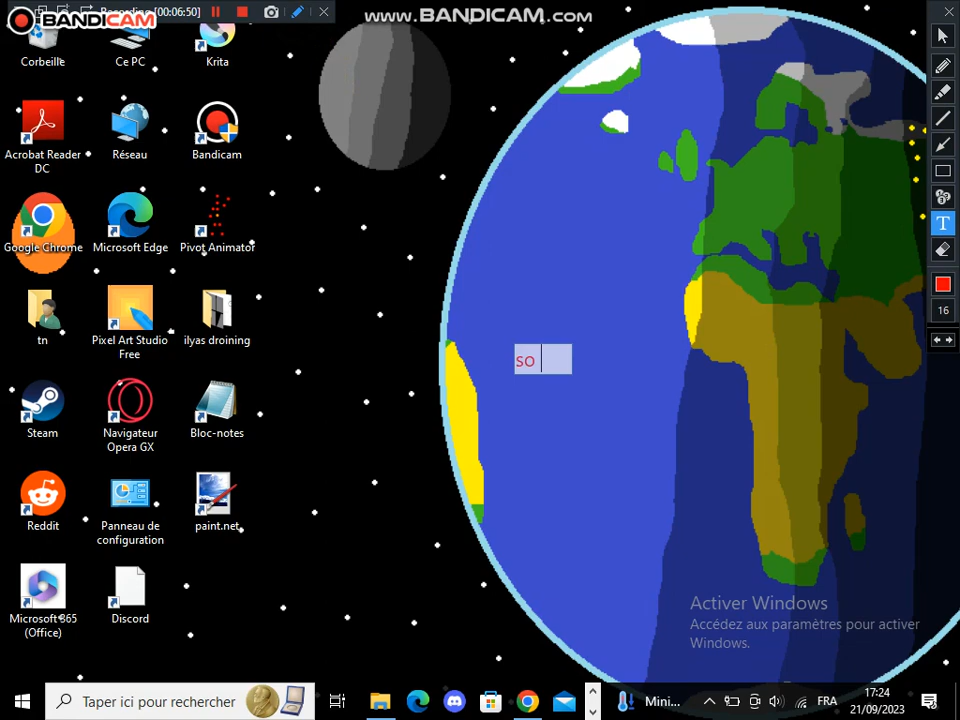 Recording [00:06:50]
BANDICAM
www.BANDICAM.com
Corbeille
Ce PC
Krita
Acrobat Reader DC
Réseau
Bandicam
Google Chrome
Microsoft Edge
Pivot Animator
tn
Pixel Art Studio Free
ilyas droining
Steam
Navigateur Opera GX
Bloc-notes
Reddit
Panneau de configuration
paint.net
Microsoft 365 (Office)
Discord
so
T
16
Activer Windows
Accédez aux paramètres pour activer
Windows.
Taper ici pour rechercher
Mini...
FRA
17:24
21/09/2023